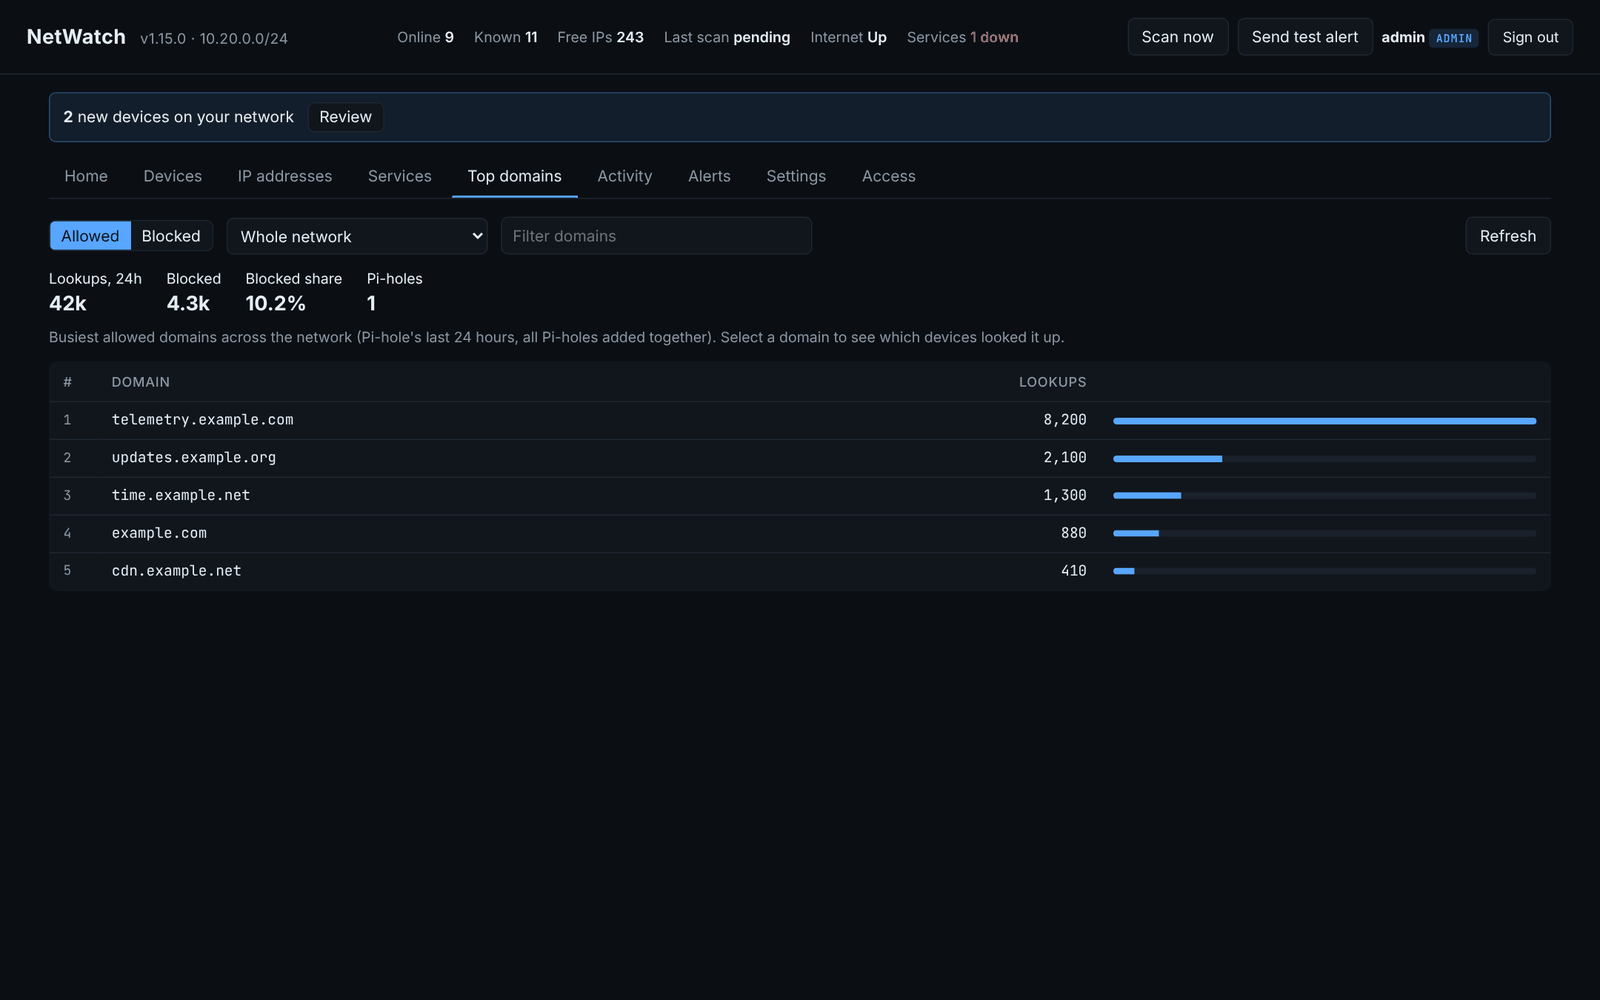 NetWatch v1.15.0 · 10.20.0.0/24 Online 9 Known 11 Free IPs 243 Last scan pending Internet Up Services 1 down Scan now Send test alert admin ADMIN Sign out
2 new devices on your network Review
Home Devices IP addresses Services Top domains Activity Alerts Settings Access
Allowed Blocked Whole network Filter domains Refresh
Lookups, 24h Blocked Blocked share Pi-holes
42k 4.3k 10.2% 1
Busiest allowed domains across the network (Pi-hole's last 24 hours, all Pi-holes added together). Select a domain to see which devices looked it up.
# DOMAIN LOOKUPS
1 telemetry.example.com 8,200
2 updates.example.org 2,100
3 time.example.net 1,300
4 example.com 880
5 cdn.example.net 410